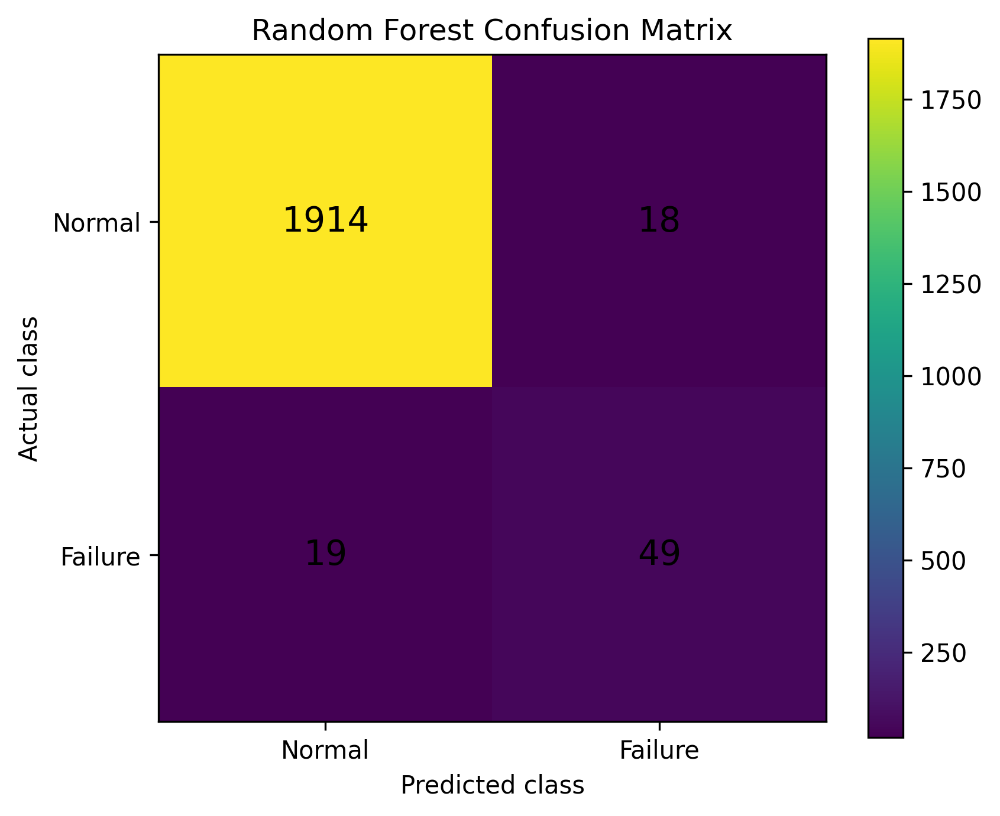 Random Forest Confusion Matrix
1914
18
19
49
Normal
Failure
Actual class
Normal
Failure
Predicted class
1750
1500
1250
1000
750
500
250